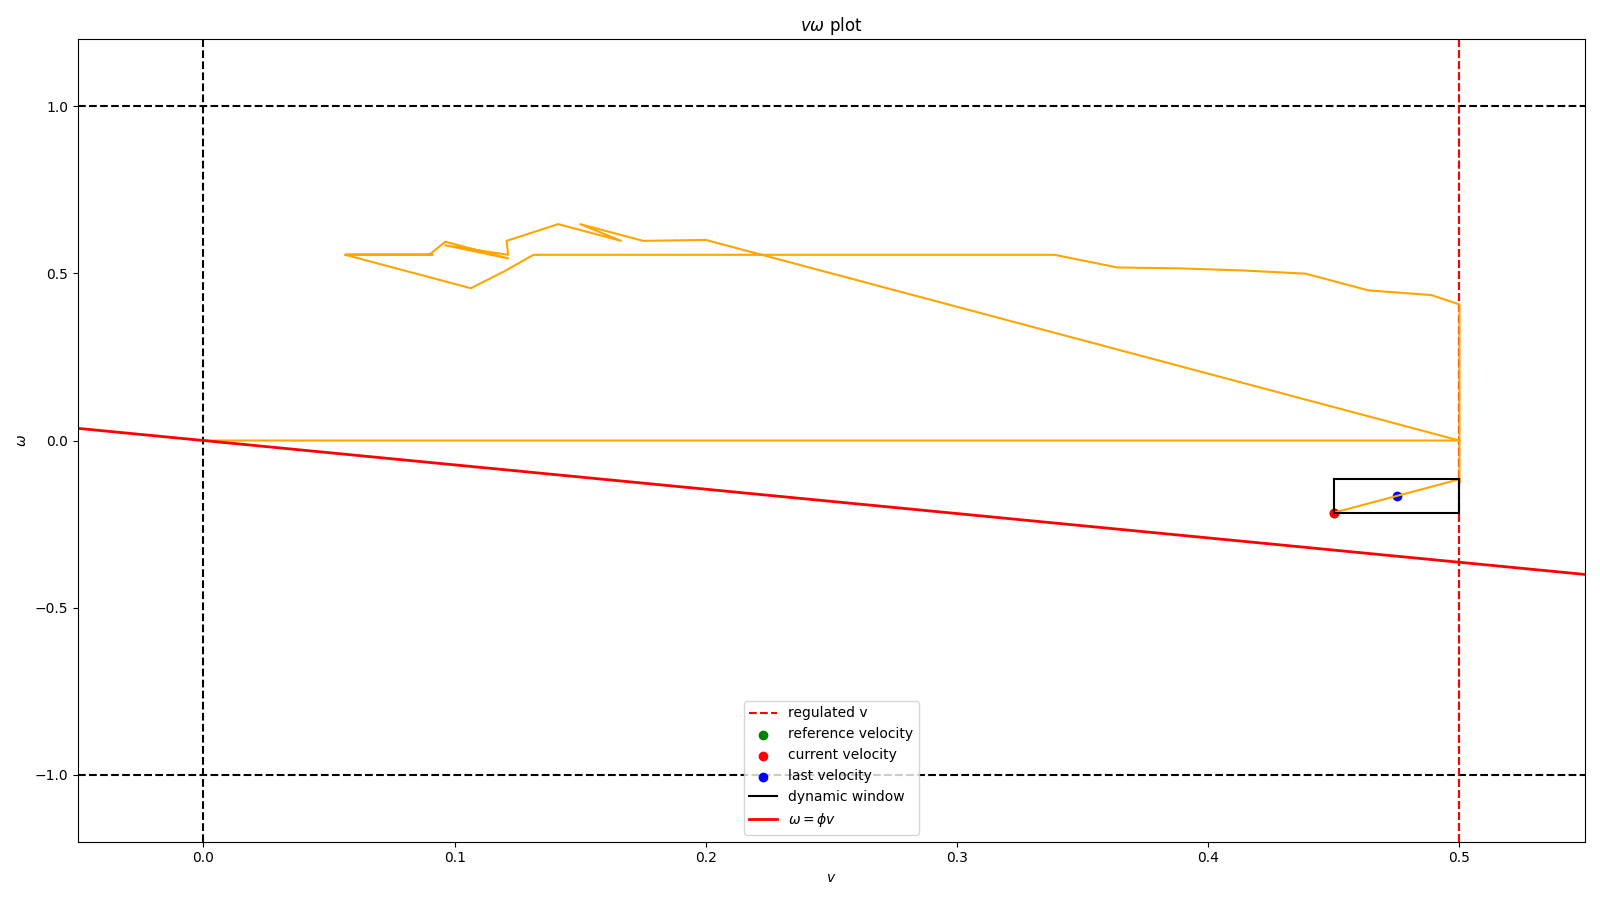 vω plot
1.0
0.5
0.0
−0.5
−1.0
ω
0.0 0.1 0.2 0.3 0.4 0.5
v
regulated v
reference velocity
current velocity
last velocity
dynamic window
ω = ϕv